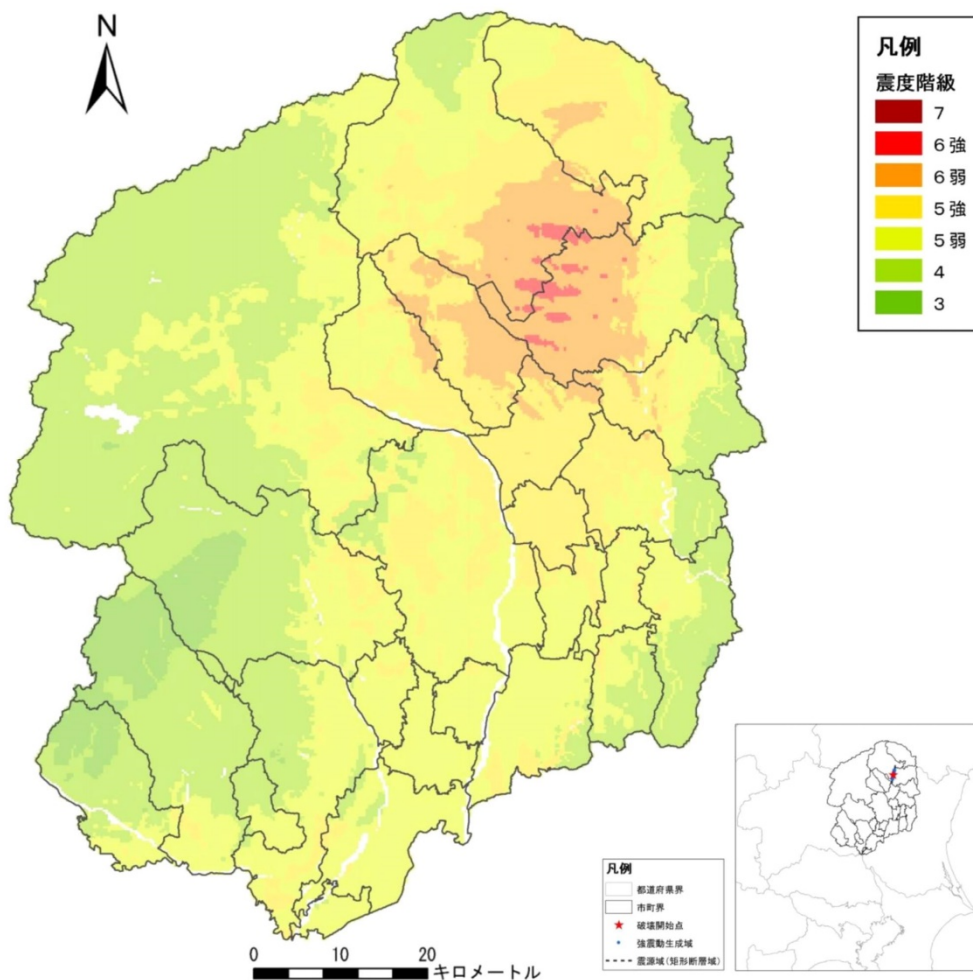 N
凡例
震度階級
7
6強
6弱
5強
5弱
4
3
凡例
都道府県界
市町界
破壊開始点
強震動生成域
震源域(矩形断層域)
0 10 20
キロメートル